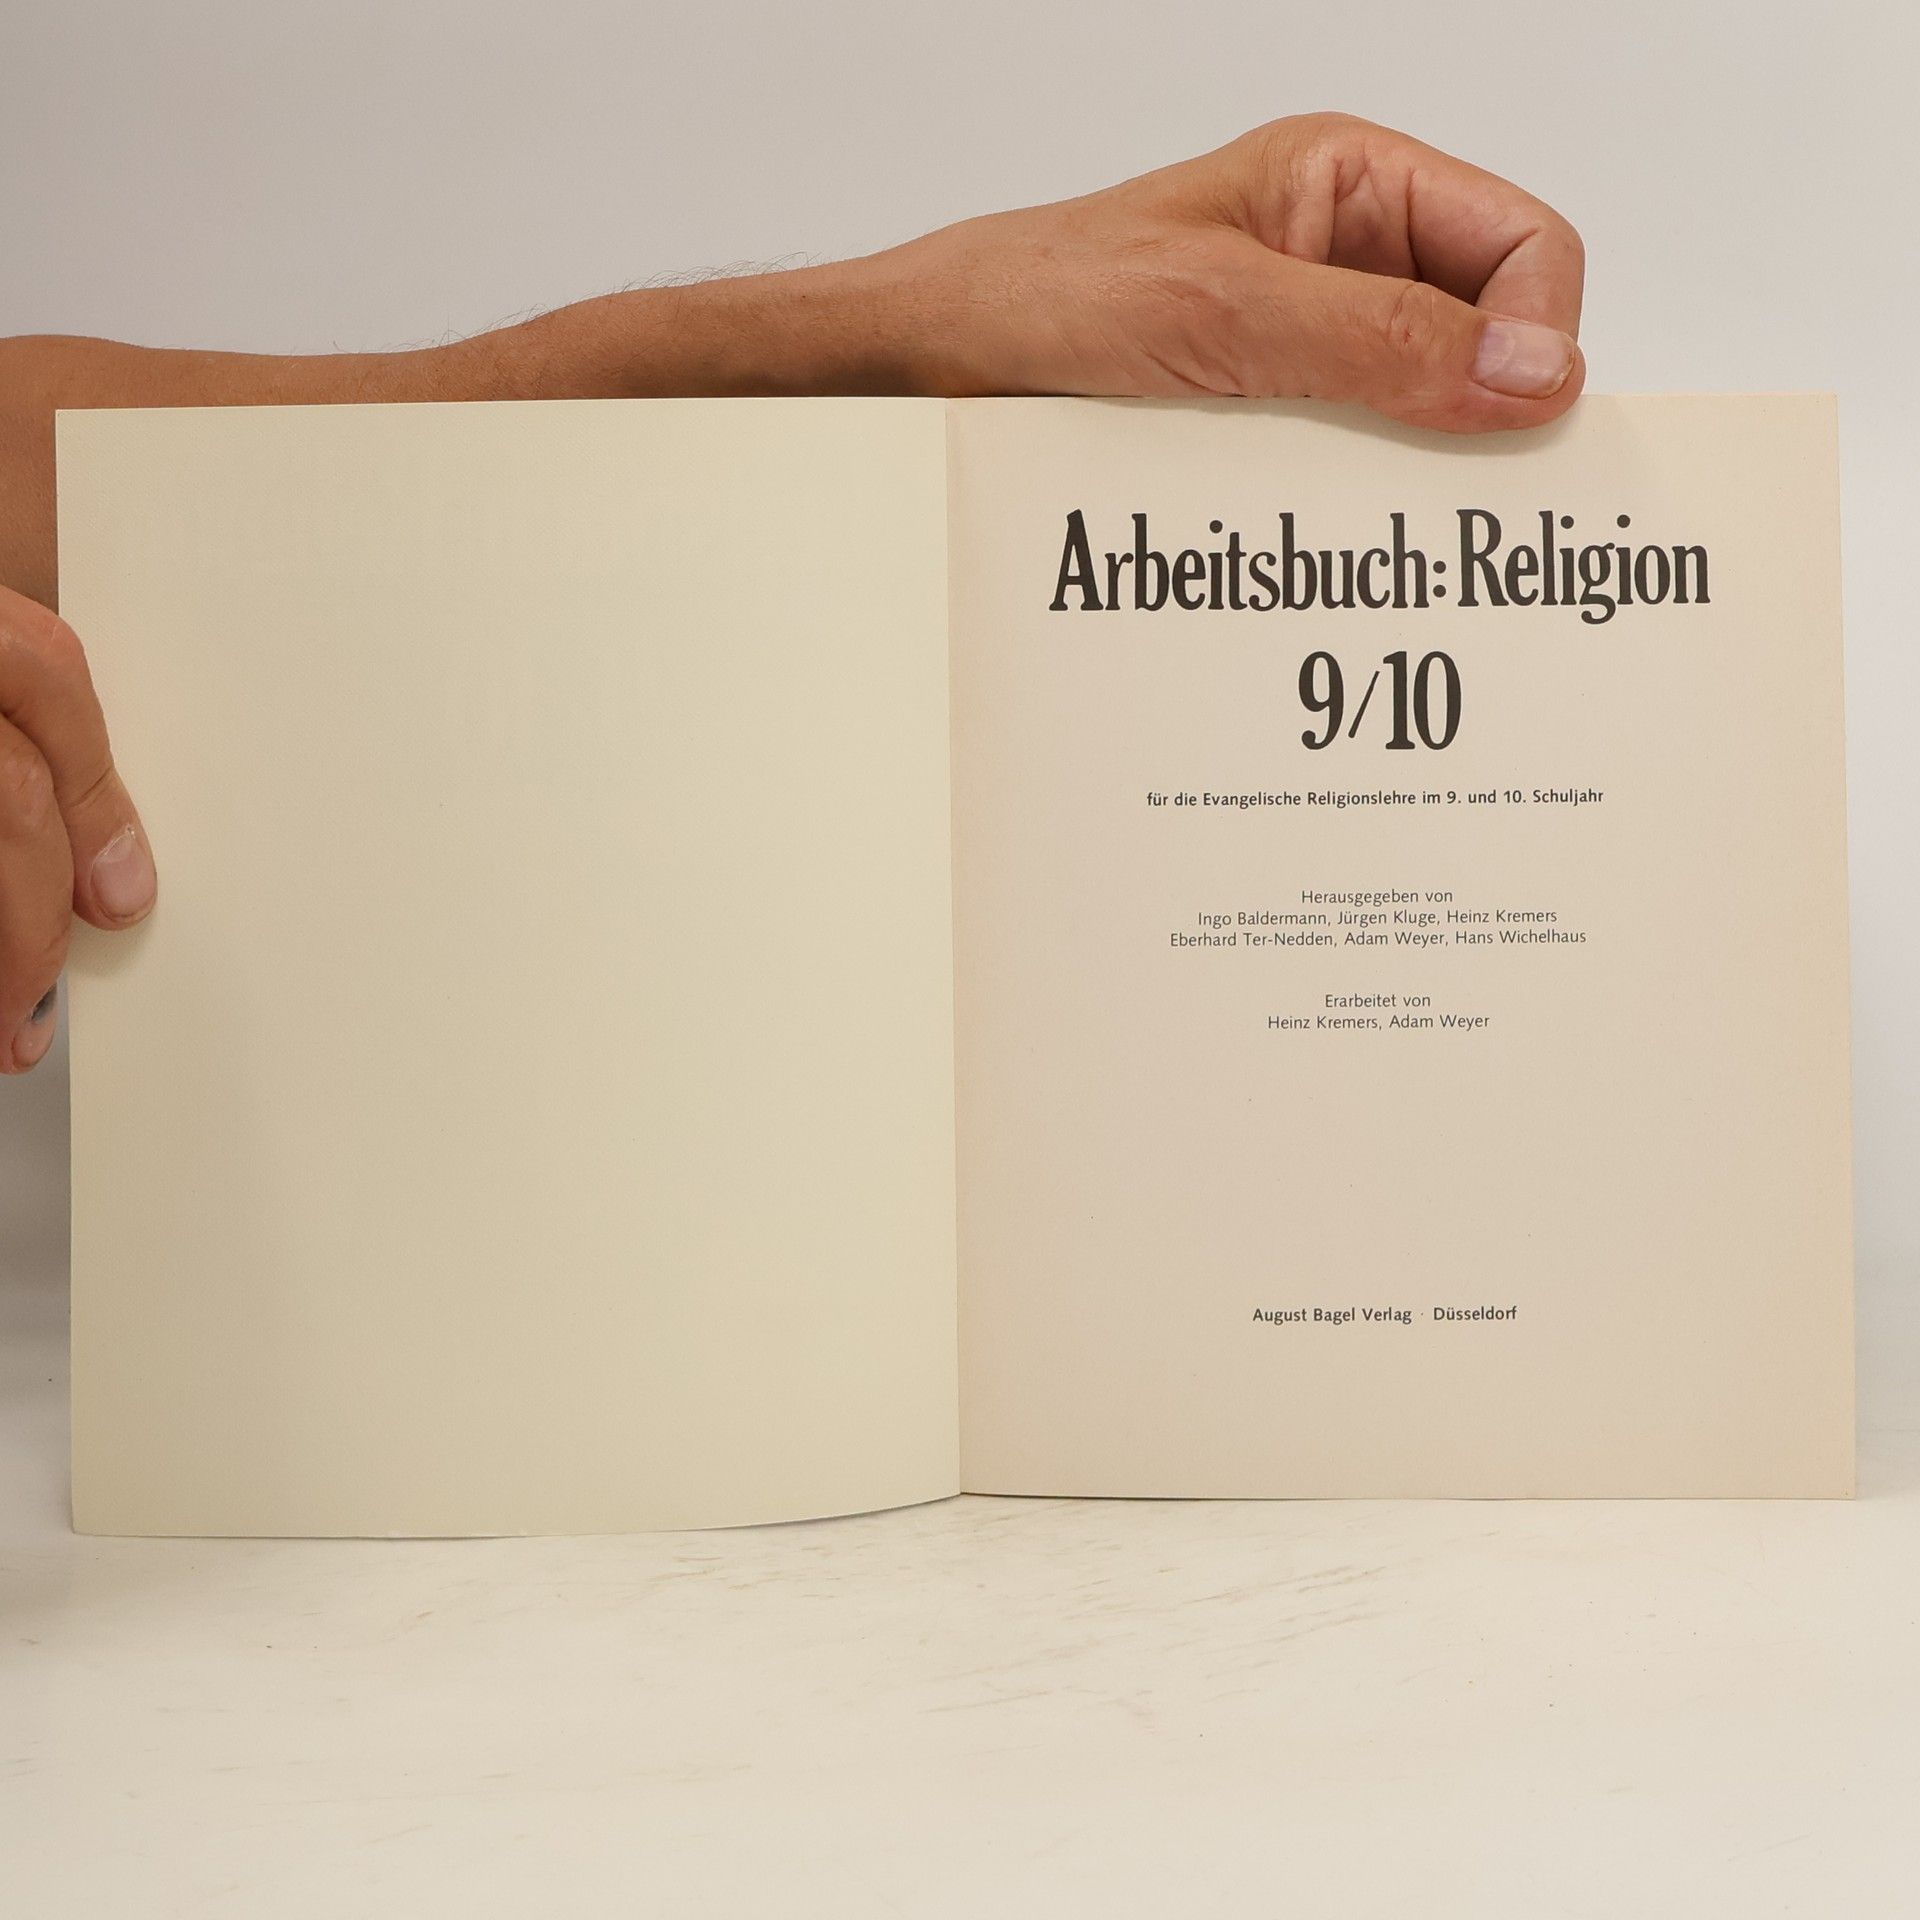 Arbeitsbuch: Religion
9/10
für die Evangelische Religionslehre im 9. und 10. Schuljahr
Herausgegeben von
Ingo Baldermann, Jürgen Kluge, Heinz Kremers
Eberhard Ter-Nedden, Adam Weyer, Hans Wichelhaus
Erarbeitet von
Heinz Kremers, Adam Weyer
August Bagel Verlag · Düsseldorf